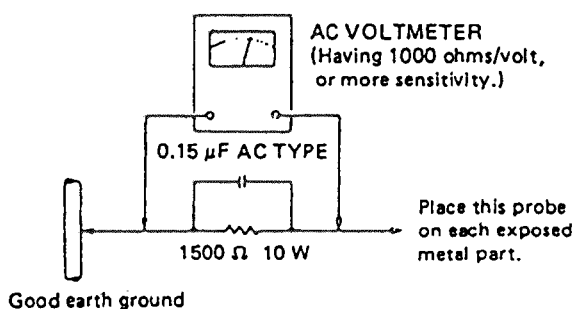 AC VOLTMETER
(Having 1000 ohms/volt,
or more sensitivity.)
0.15 µF AC TYPE
Place this probe
on each exposed
metal part.
1500 Ω 10 W
Good earth ground